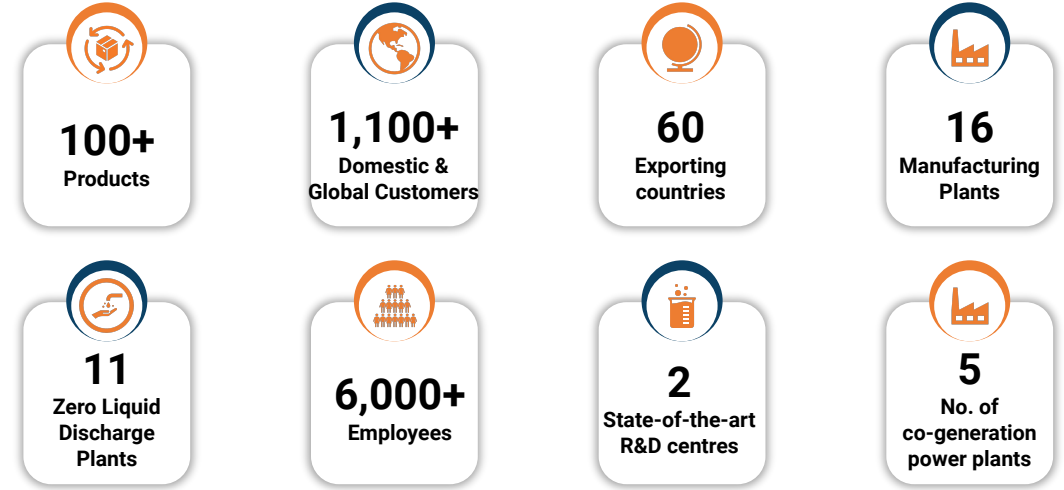 100+
Products
1,100+
Domestic &
Global Customers
60
Exporting
countries
16
Manufacturing
Plants
11
Zero Liquid
Discharge
Plants
6,000+
Employees
2
State-of-the-art
R&D centres
5
No. of
co-generation
power plants